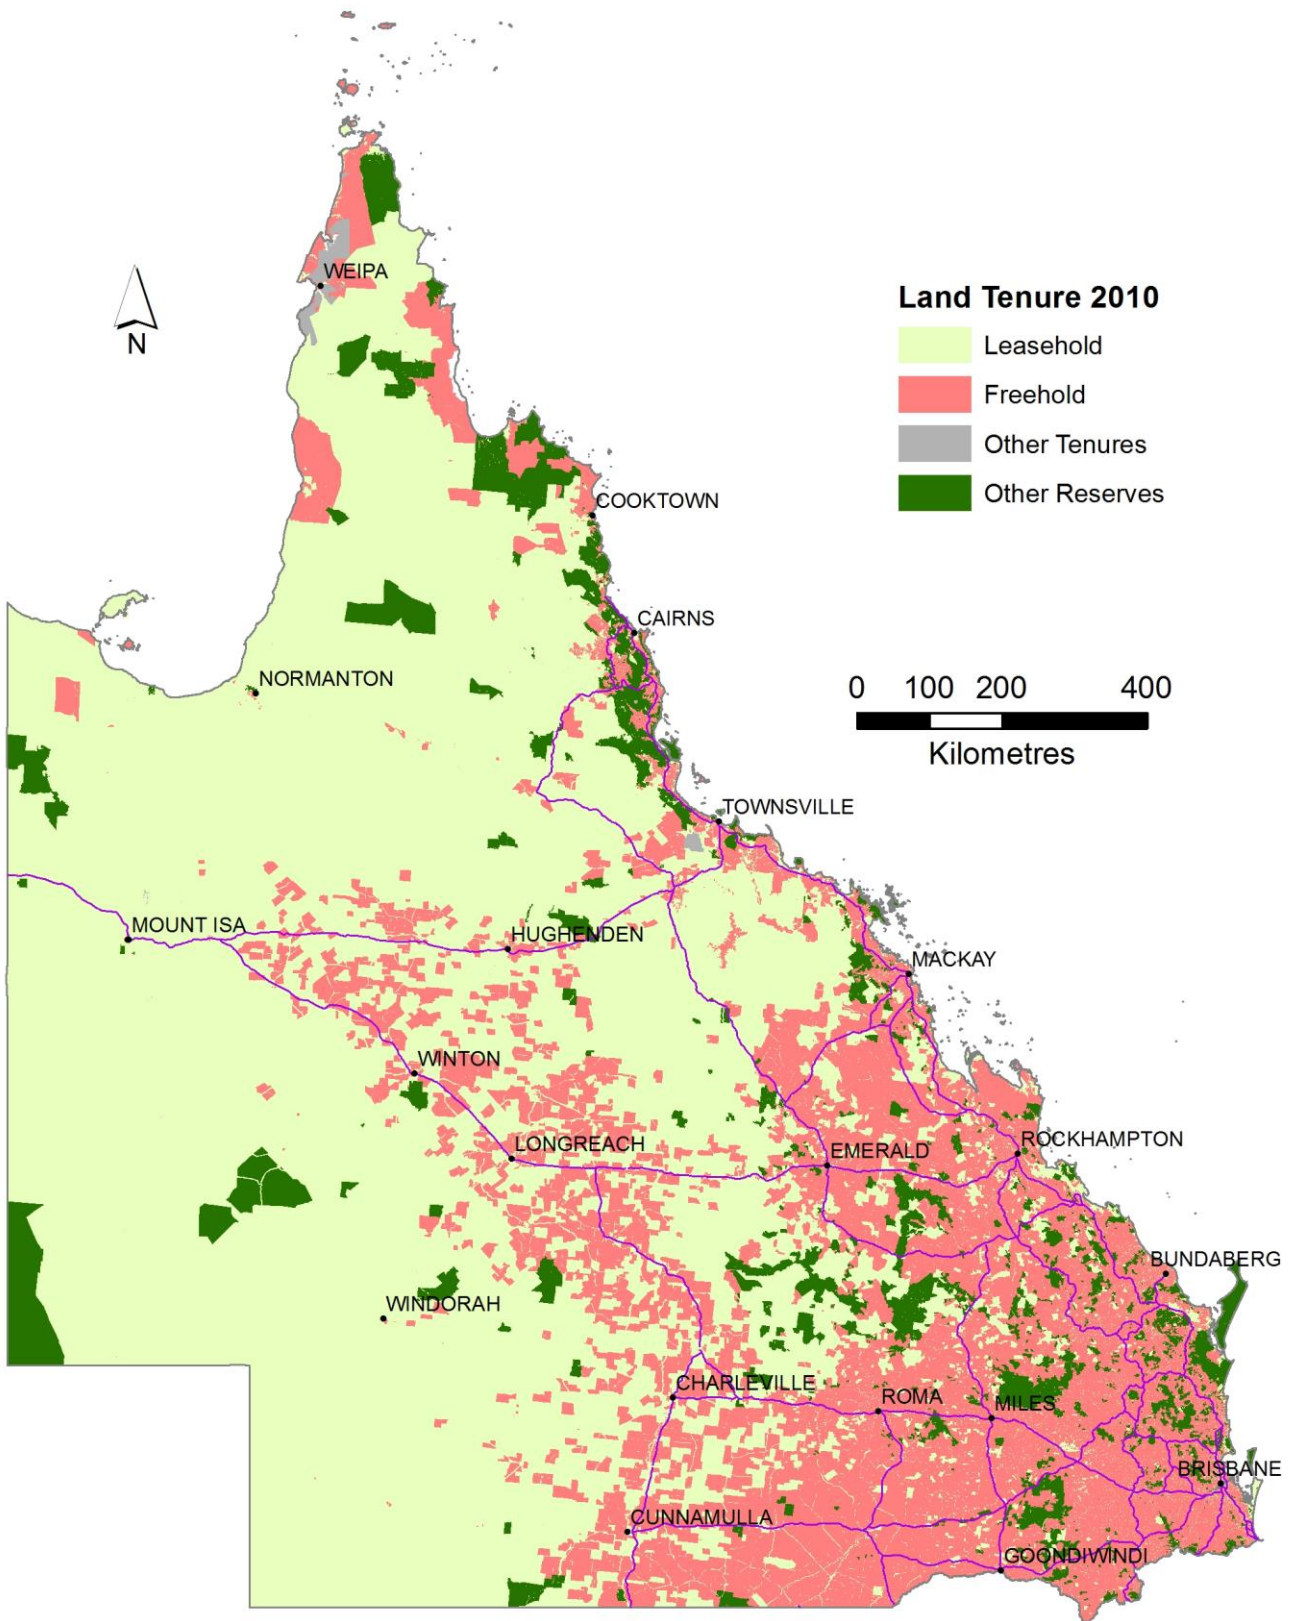 WEIPA
N
Land Tenure 2010
Leasehold
Freehold
Other Tenures
Other Reserves
COOKTOWN
CAIRNS
NORMANTON
0 100 200 400
Kilometres
TOWNSVILLE
MOUNT ISA
HUGHENDEN
MACKAY
WINTON
LONGREACH
EMERALD
ROCKHAMPTON
BUNDABERG
WINDORAH
CHARLEVILLE
ROMA
MILES
BRISBANE
CUNNAMULLA
GOONDIWINDI